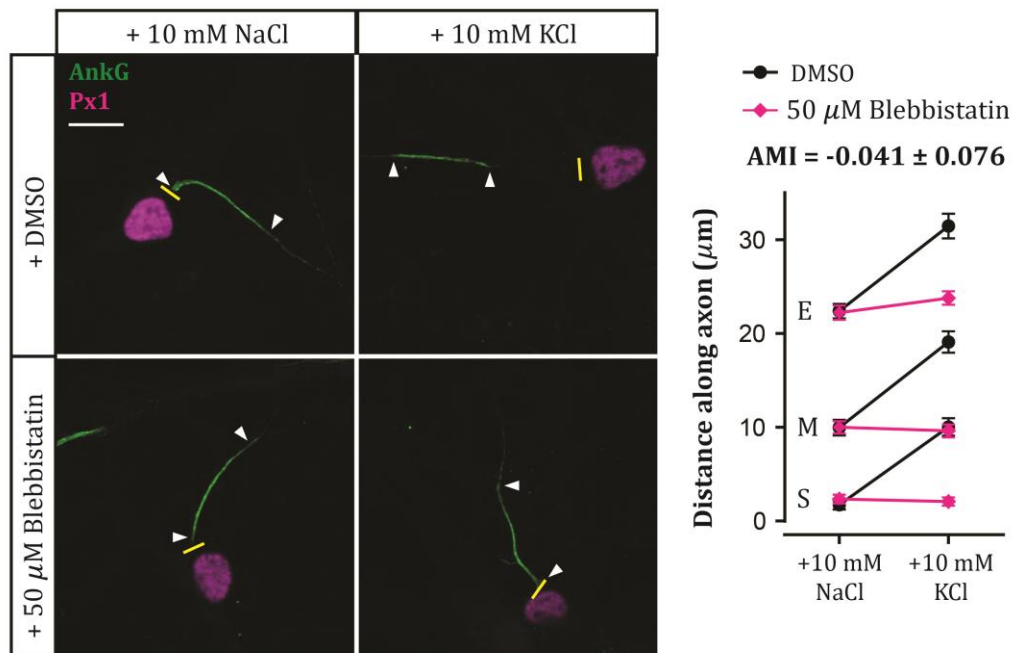 + 10 mM NaCl
+ 10 mM KCl
+ DMSO
AnkG
Px1
+ 50 μM Blebbistatin
DMSO
50 μM Blebbistatin
AMI = -0.041 ± 0.076
Distance along axon (μm)
30
20
10
0
E
M
S
+10 mM
NaCl
+10 mM
KCl